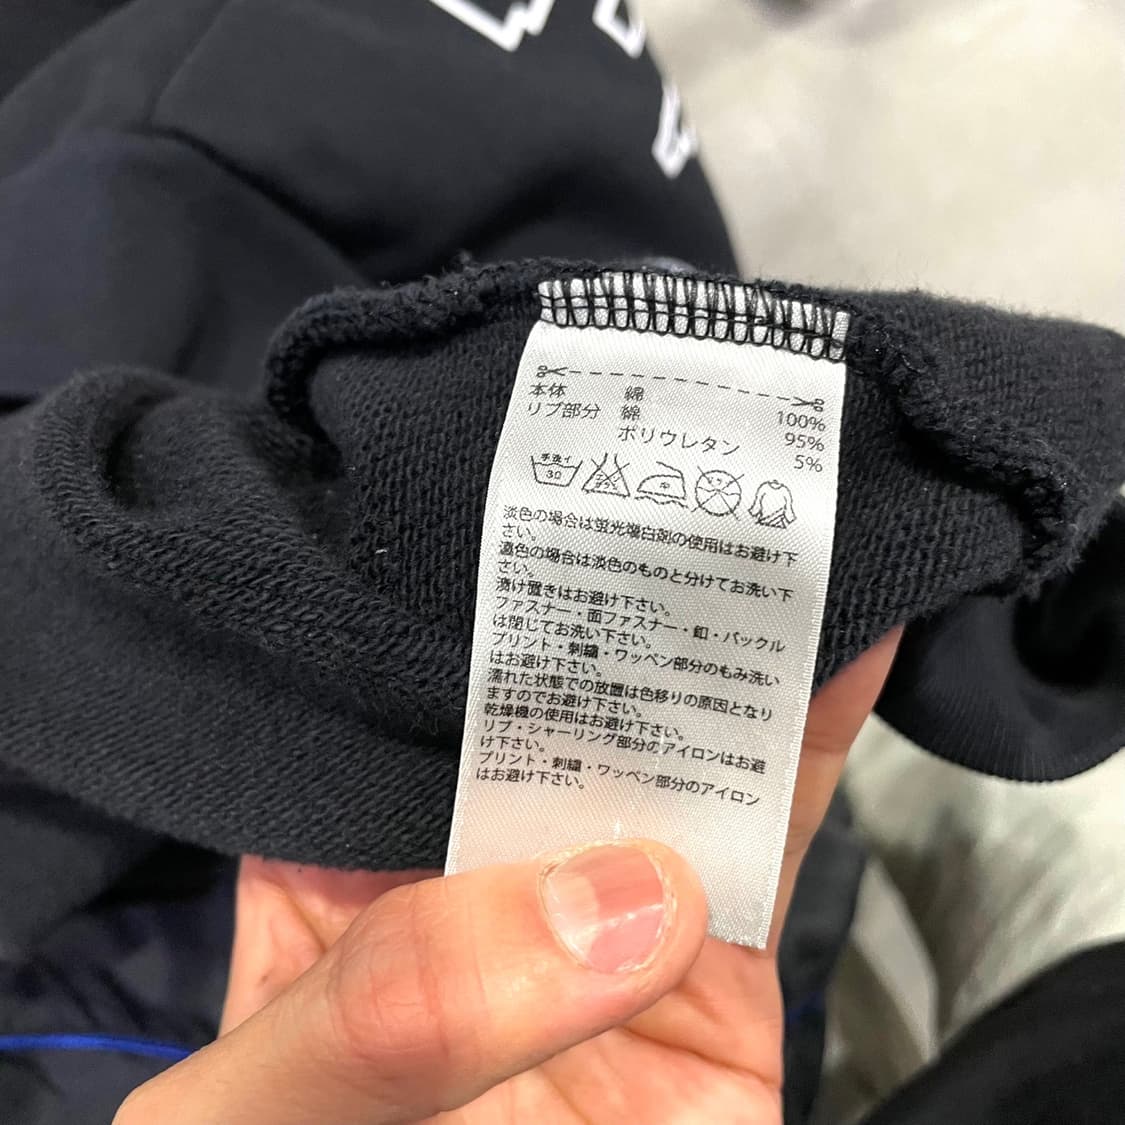 本体 綿 100%
リブ部分 綿 95%
ポリウレタン 5%
手洗イ
30
中
淡色の場合は蛍光増白剤の使用はお避け下
さい。
濃色の場合は淡色のものと分けてお洗い下
さい。
漬け置きはお避け下さい。
ファスナー・面ファスナー・釦・バックル
は閉じてお洗い下さい。
プリント・刺繍・ワッペン部分のもみ洗い
はお避け下さい。
濡れた状態での放置は色移りの原因となり
ますのでお避け下さい。
乾燥機の使用はお避け下さい。
リブ・シャーリング部分のアイロンはお避
け下さい。
プリント・刺繍・ワッペン部分のアイロン
はお避け下さい。